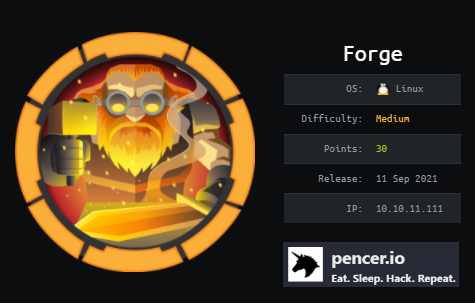 Forge
OS: Linux
Difficulty: Medium
Points: 30
Release: 11 Sep 2021
IP: 10.10.11.111
pencer.io
Eat. Sleep. Hack. Repeat.